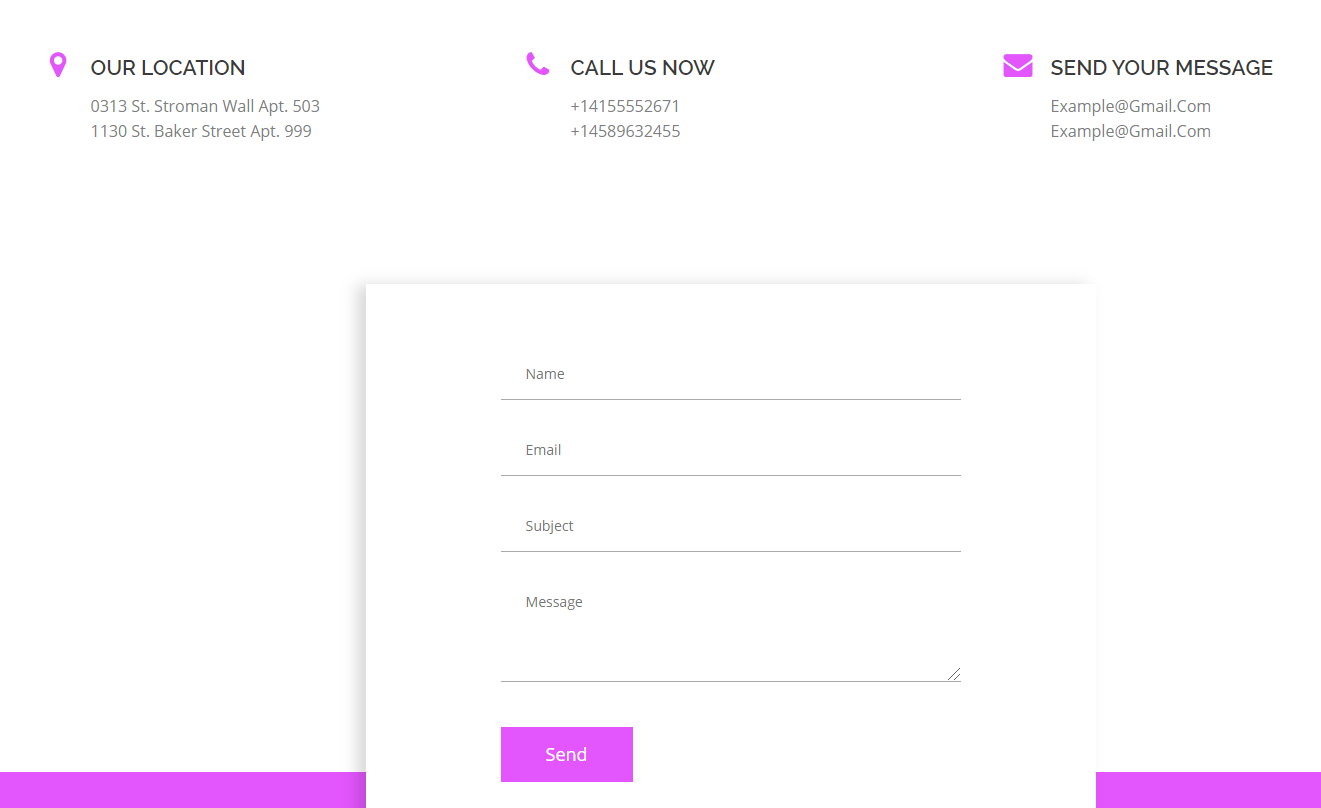 OUR LOCATION
0313 St. Stroman Wall Apt. 503
1130 St. Baker Street Apt. 999
CALL US NOW
+14155552671
+14589632455
SEND YOUR MESSAGE
Example@Gmail.Com
Example@Gmail.Com
Name
Email
Subject
Message
Send